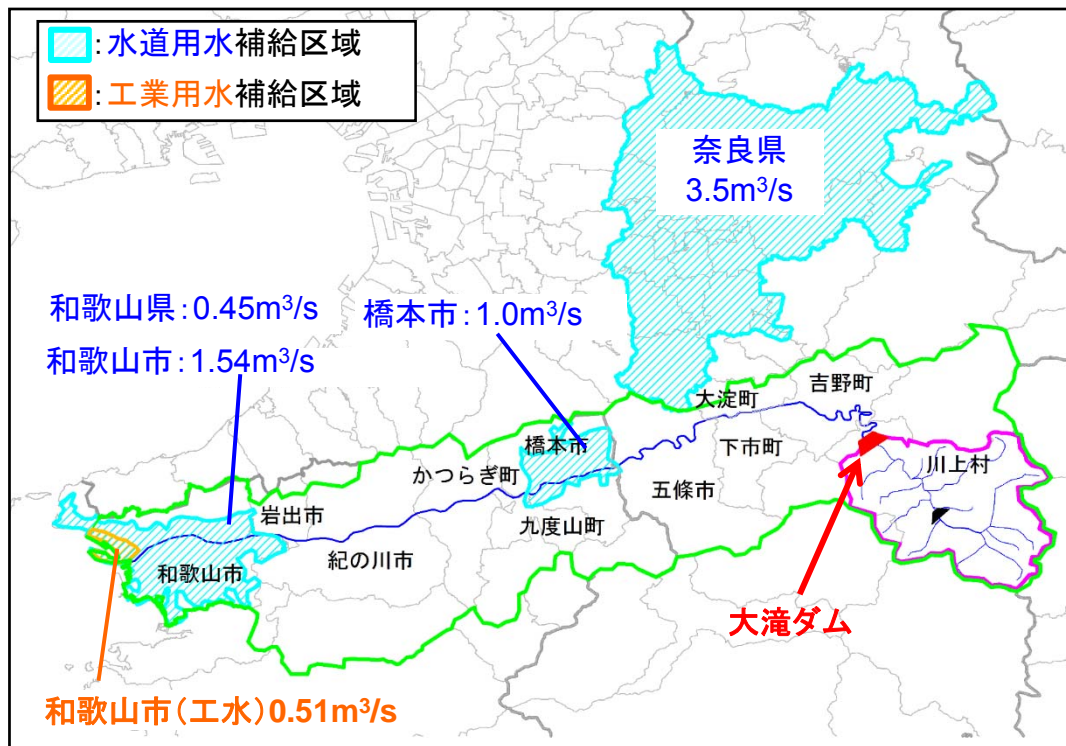 ：水道用水補給区域
：工業用水補給区域
奈良県
3.5m³/s
和歌山県：0.45m³/s
橋本市：1.0m³/s
和歌山市：1.54m³/s
吉野町
大淀町
橋本市
下市町
川上村
かつらぎ町
五條市
岩出市
九度山町
紀の川市
和歌山市
大滝ダム
和歌山市（工水）0.51m³/s